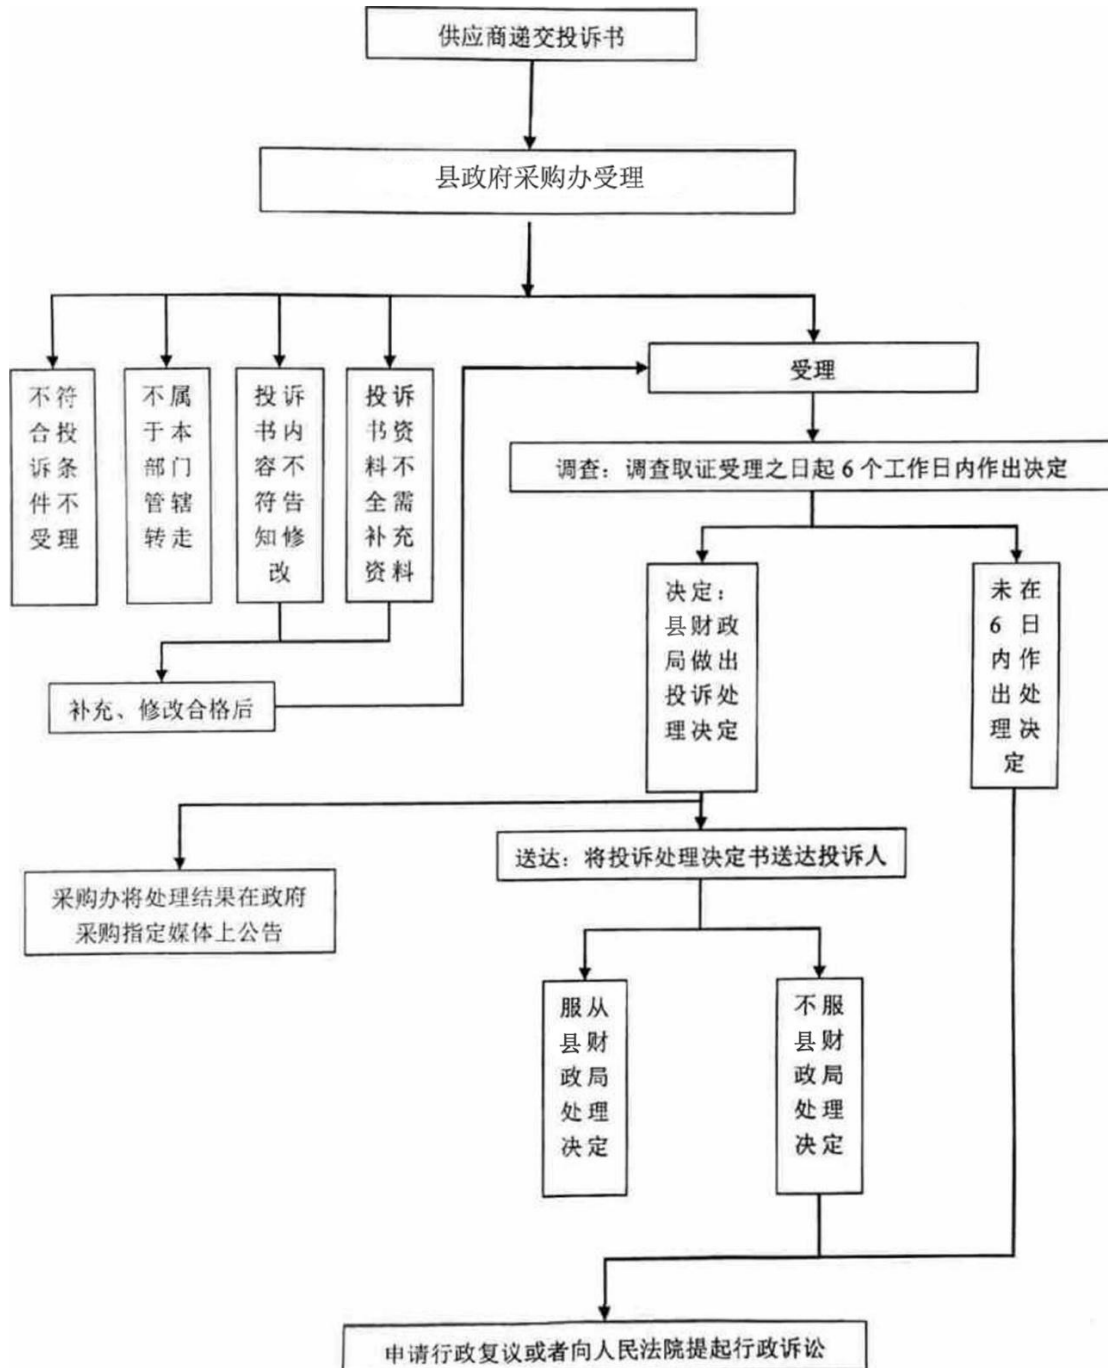 供应商递交投诉书
县政府采购办受理
不符
合投
诉条
件不
受理
不属
于本
部门
管辖
转走
投诉
书内
容不
符告
知修
改
投诉
书资
料不
全需
补充
资料
受理
调查：调查取证受理之日起6个工作日内作出决定
补充、修改合格后
决定：
县财政
局做出
投诉处
理决定
未在
6日
内作
出处
理决
定
送达：将投诉处理决定书送达投诉人
采购办将处理结果在政府
采购指定媒体上公告
服从
县财
政局
处理
决定
不服
县财
政局
处理
决定
申请行政复议或者向人民法院提起行政诉讼